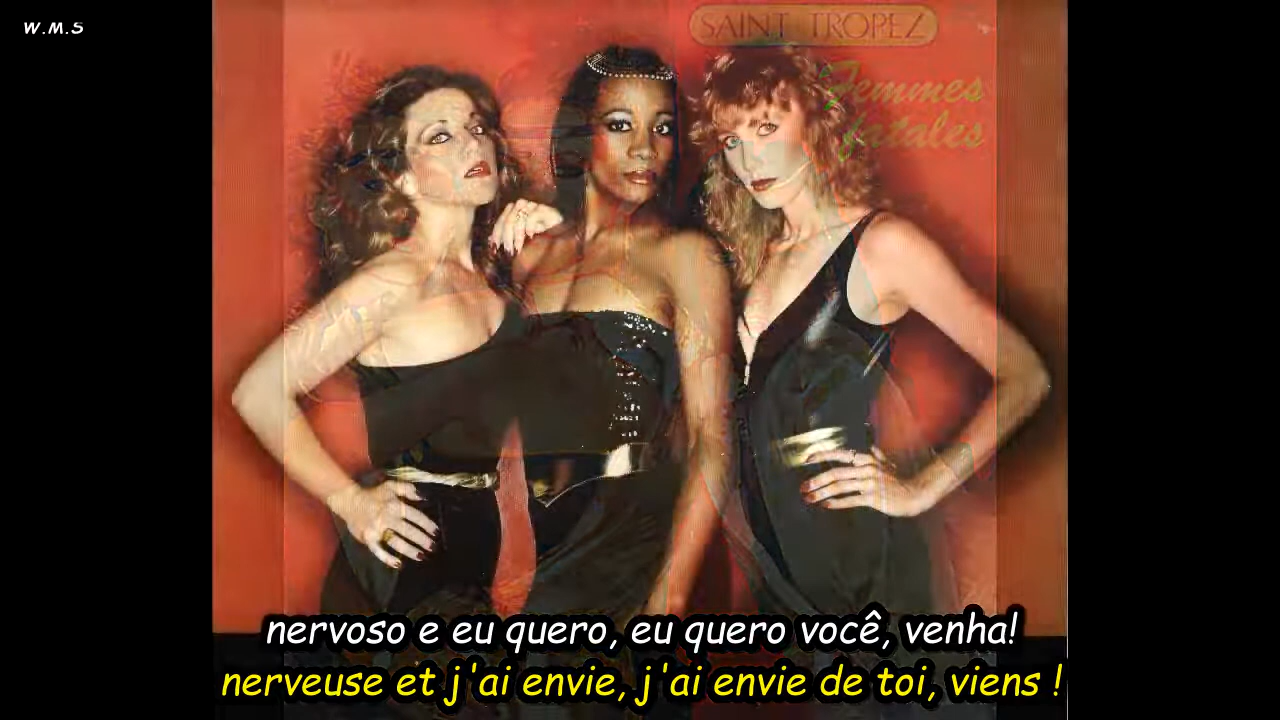 W.M.S
SAINT TROPEZ
Femmes
fatales
nervoso e eu quero, eu quero você, venha!
nerveuse et j'ai envie, j'ai envie de toi, viens !